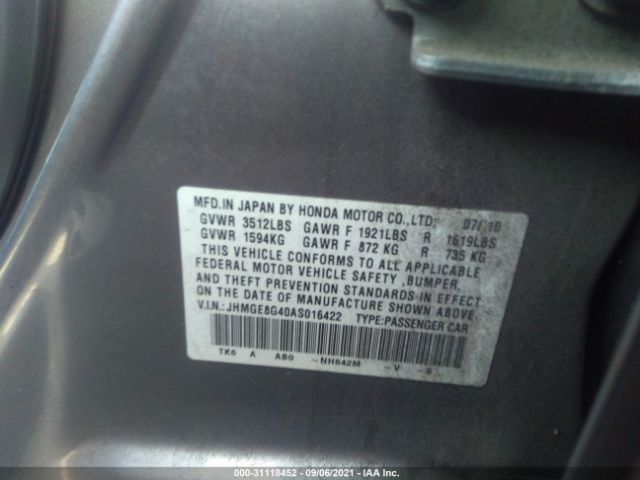 MFD.IN JAPAN BY HONDA MOTOR CO.,LTD. 07/10
GVWR 3512LBS GAWR F 1921LBS R 1619LBS
GVWR 1594KG GAWR F 872 KG R 735 KG
THIS VEHICLE CONFORMS TO ALL APPLICABLE
FEDERAL MOTOR VEHICLE SAFETY ,BUMPER,
AND THEFT PREVENTION STANDARDS IN EFFECT
ON THE DATE OF MANUFACTURE SHOWN ABOVE.
V.I.N.:JHMGE8G40AS016422 TYPE:PASSENGER CAR
TK6 A AB0 -NH642M -V
000-31118452 - 09/06/2021 - IAA Inc.